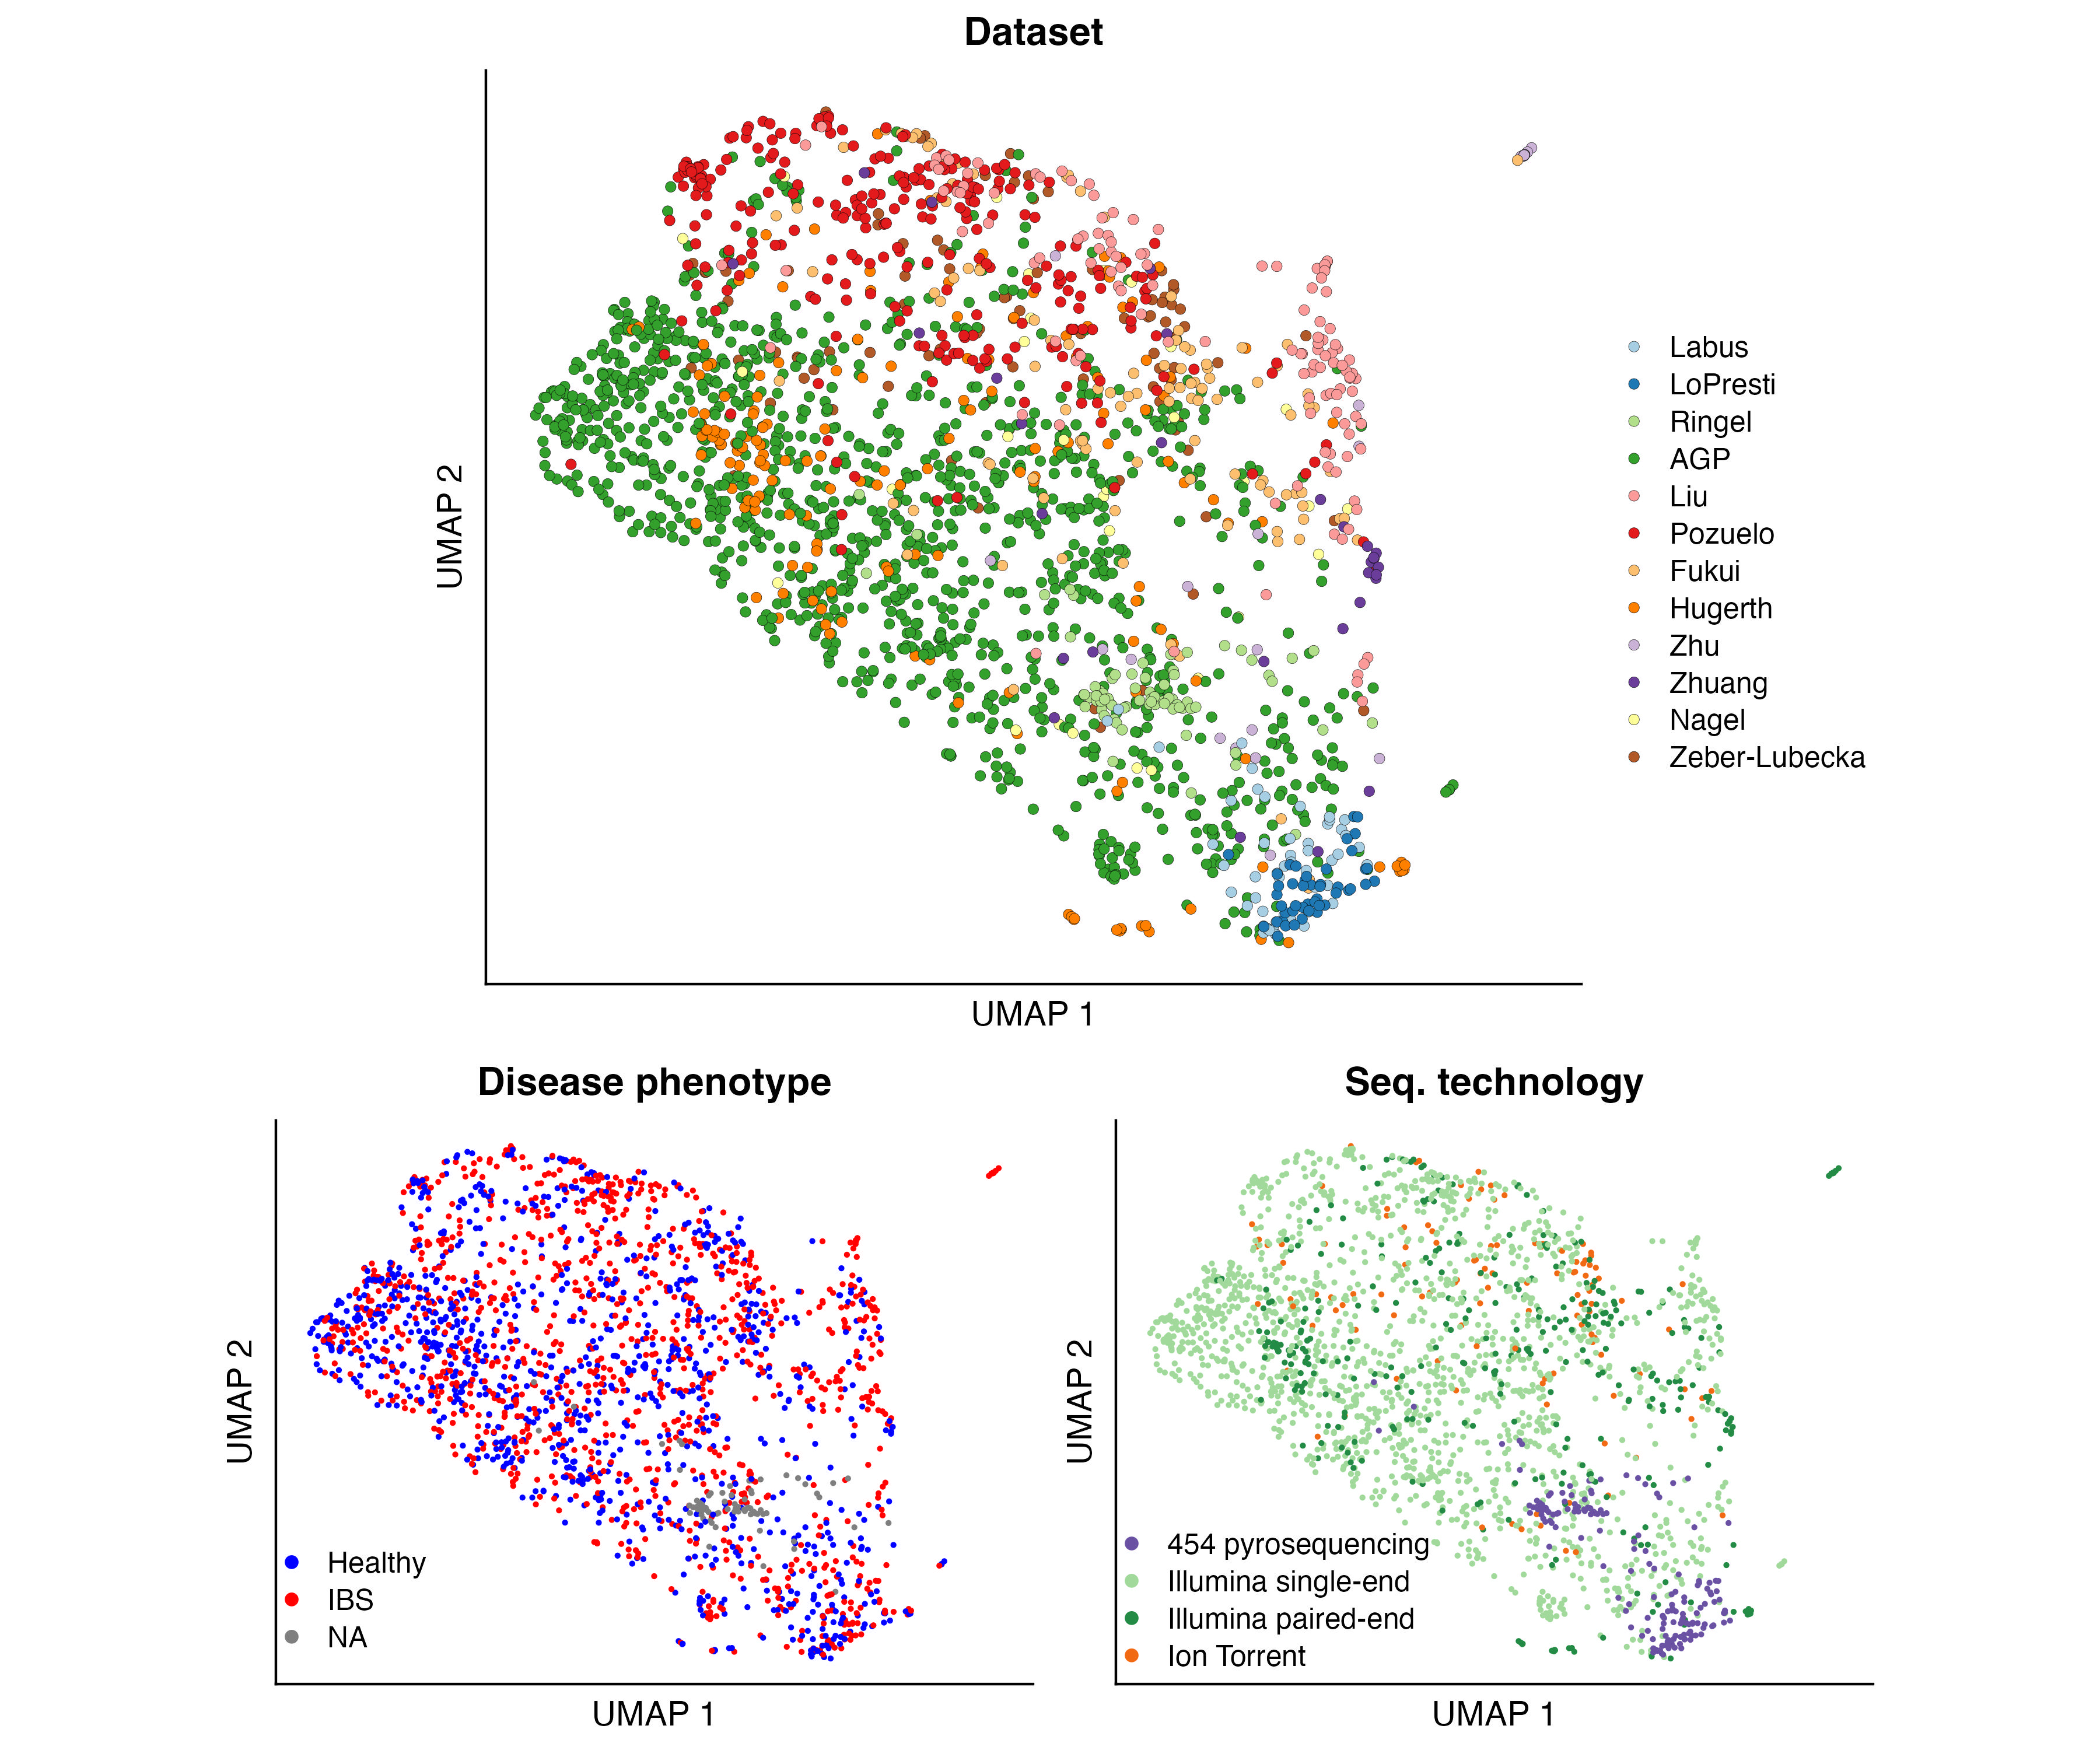 Dataset
UMAP 2
UMAP 1
Labus
LoPresti
Ringel
AGP
Liu
Pozuelo
Fukui
Hugerth
Zhu
Zhuang
Nagel
Zeber-Lubecka
Disease phenotype
UMAP 2
Healthy
IBS
NA
UMAP 1
Seq. technology
UMAP 2
454 pyrosequencing
Illumina single-end
Illumina paired-end
Ion Torrent
UMAP 1